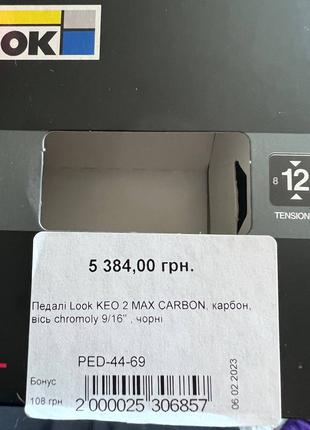 OK
8 12
TENSION
5 384,00 грн.
Педалі Look KEO 2 MAX CARBON, карбон,
вісь chromoly 9/16" , чорні
PED-44-69
Бонус
108 грн
2 000025 306857
06.02.2023